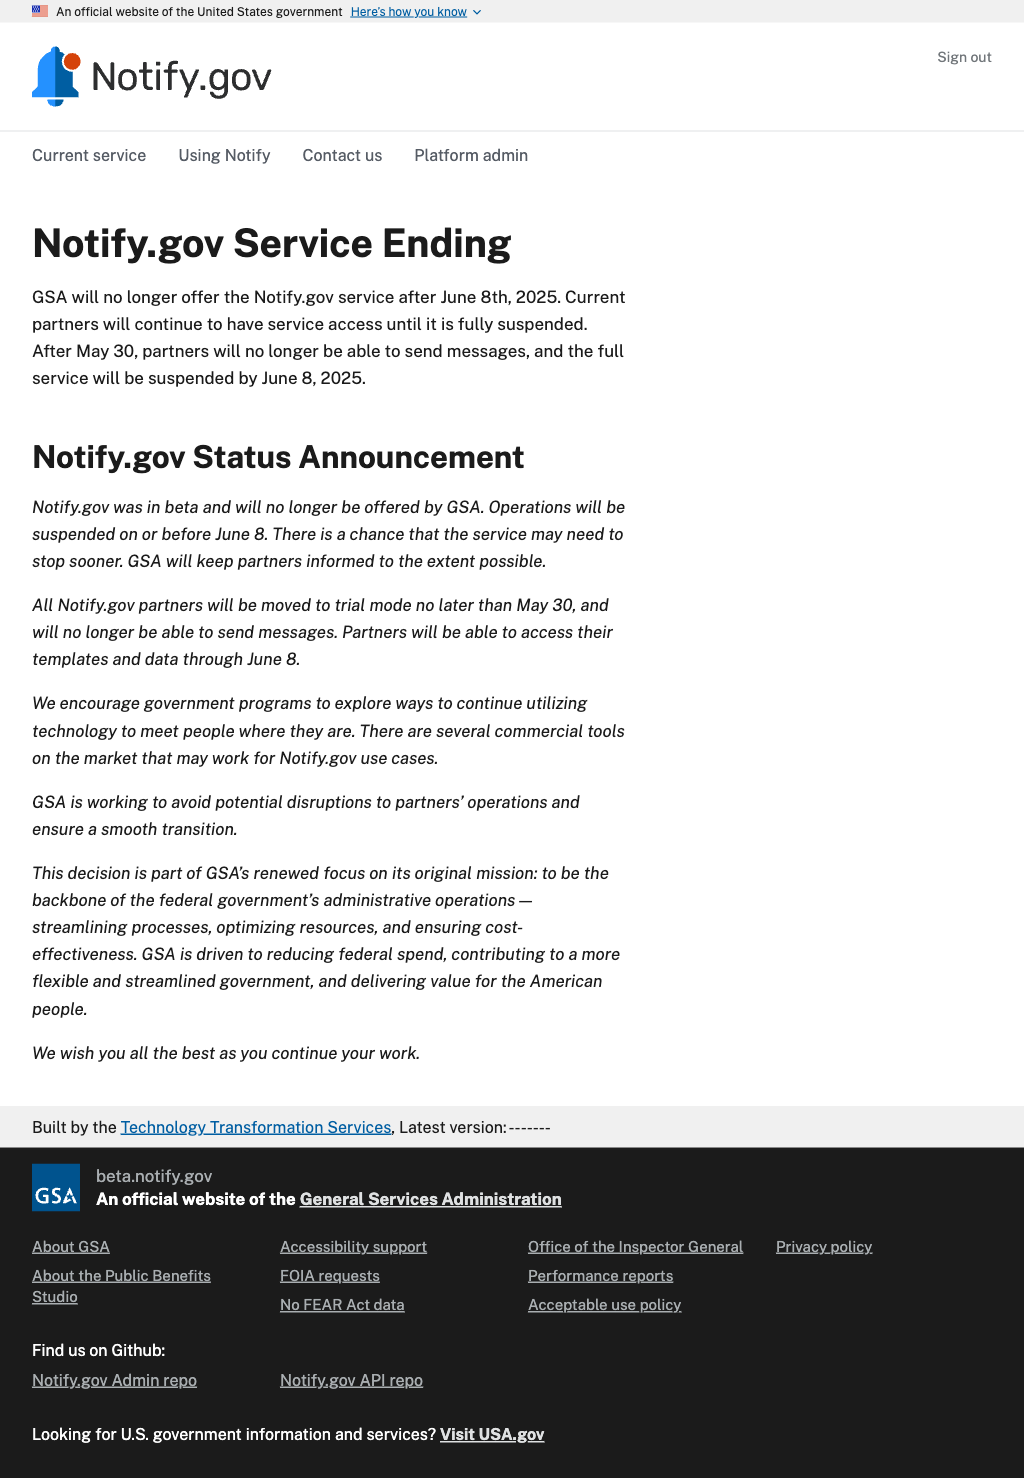 An official website of the United States government Here's how you know
Notify.gov
Sign out
Current service Using Notify Contact us Platform admin
Notify.gov Service Ending
GSA will no longer offer the Notify.gov service after June 8th, 2025. Current
partners will continue to have service access until it is fully suspended.
After May 30, partners will no longer be able to send messages, and the full
service will be suspended by June 8, 2025.
Notify.gov Status Announcement
Notify.gov was in beta and will no longer be offered by GSA. Operations will be
suspended on or before June 8. There is a chance that the service may need to
stop sooner. GSA will keep partners informed to the extent possible.
All Notify.gov partners will be moved to trial mode no later than May 30, and
will no longer be able to send messages. Partners will be able to access their
templates and data through June 8.
We encourage government programs to explore ways to continue utilizing
technology to meet people where they are. There are several commercial tools
on the market that may work for Notify.gov use cases.
GSA is working to avoid potential disruptions to partners’ operations and
ensure a smooth transition.
This decision is part of GSA’s renewed focus on its original mission: to be the
backbone of the federal government’s administrative operations —
streamlining processes, optimizing resources, and ensuring cost-
effectiveness. GSA is driven to reducing federal spend, contributing to a more
flexible and streamlined government, and delivering value for the American
people.
We wish you all the best as you continue your work.
Built by the Technology Transformation Services, Latest version: -------
GSA
beta.notify.gov
An official website of the General Services Administration
About GSA
About the Public Benefits
Studio
Accessibility support
FOIA requests
No FEAR Act data
Office of the Inspector General
Performance reports
Acceptable use policy
Privacy policy
Find us on Github:
Notify.gov Admin repo Notify.gov API repo
Looking for U.S. government information and services? Visit USA.gov